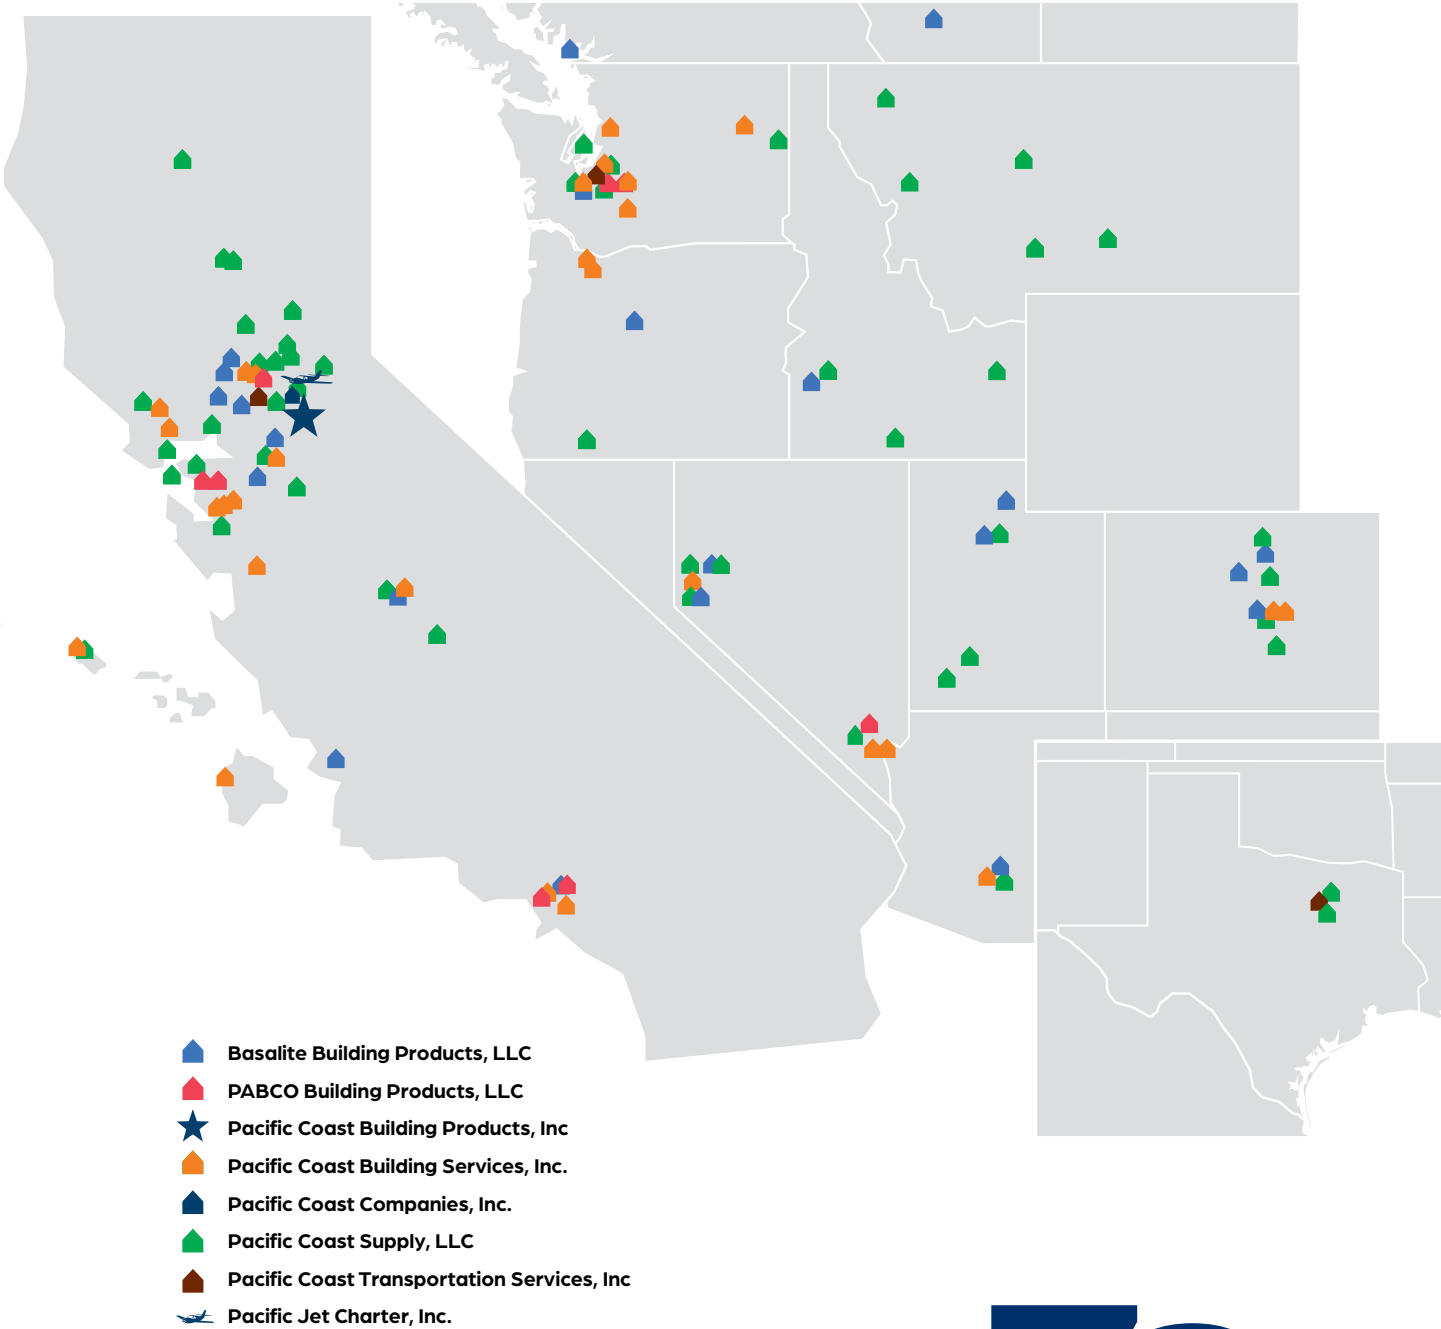 Basalite Building Products, LLC
PABCO Building Products, LLC
Pacific Coast Building Products, Inc
Pacific Coast Building Services, Inc.
Pacific Coast Companies, Inc.
Pacific Coast Supply, LLC
Pacific Coast Transportation Services, Inc
Pacific Jet Charter, Inc.